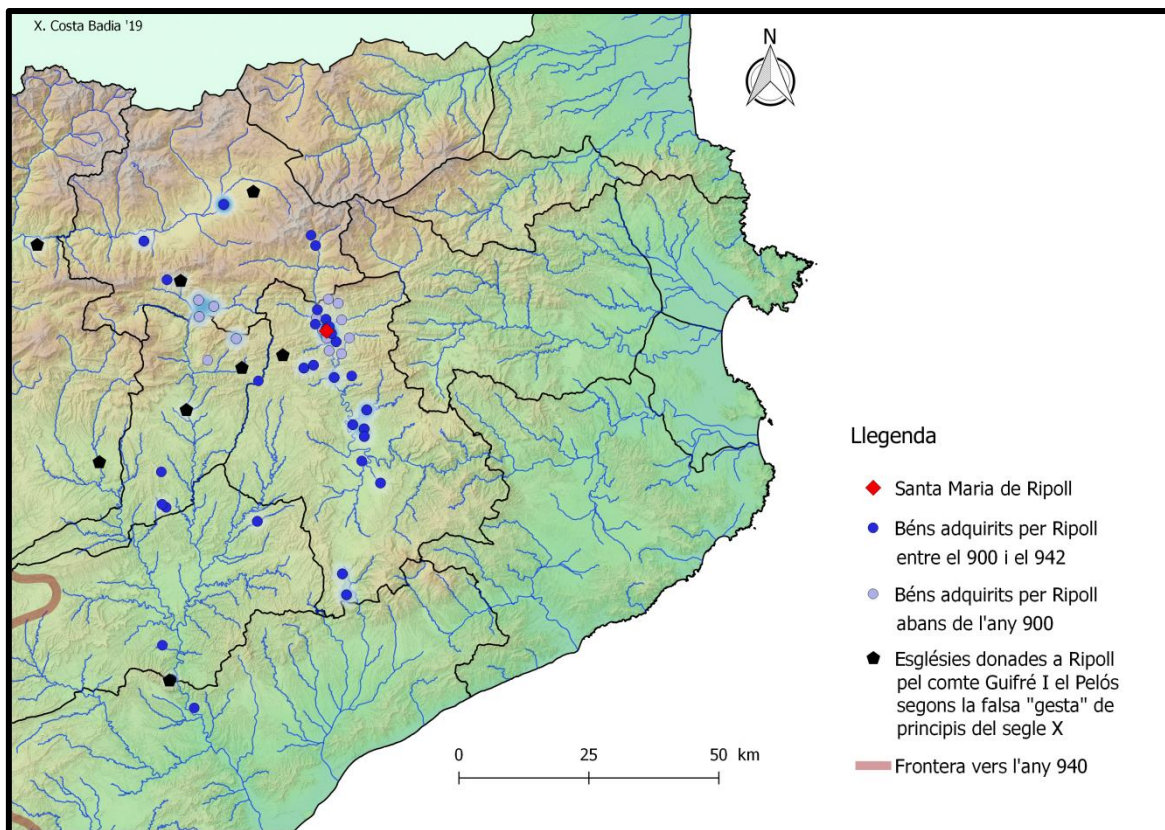 X. Costa Badia '19
N
Llegenda
Santa Maria de Ripoll
Béns adquirits per Ripoll
entre el 900 i el 942
Béns adquirits per Ripoll
abans de l'any 900
Esglésies donades a Ripoll
pel comte Guifré I el Pelós
segons la falsa "gesta" de
principis del segle X
Frontera vers l'any 940
0 25 50 km